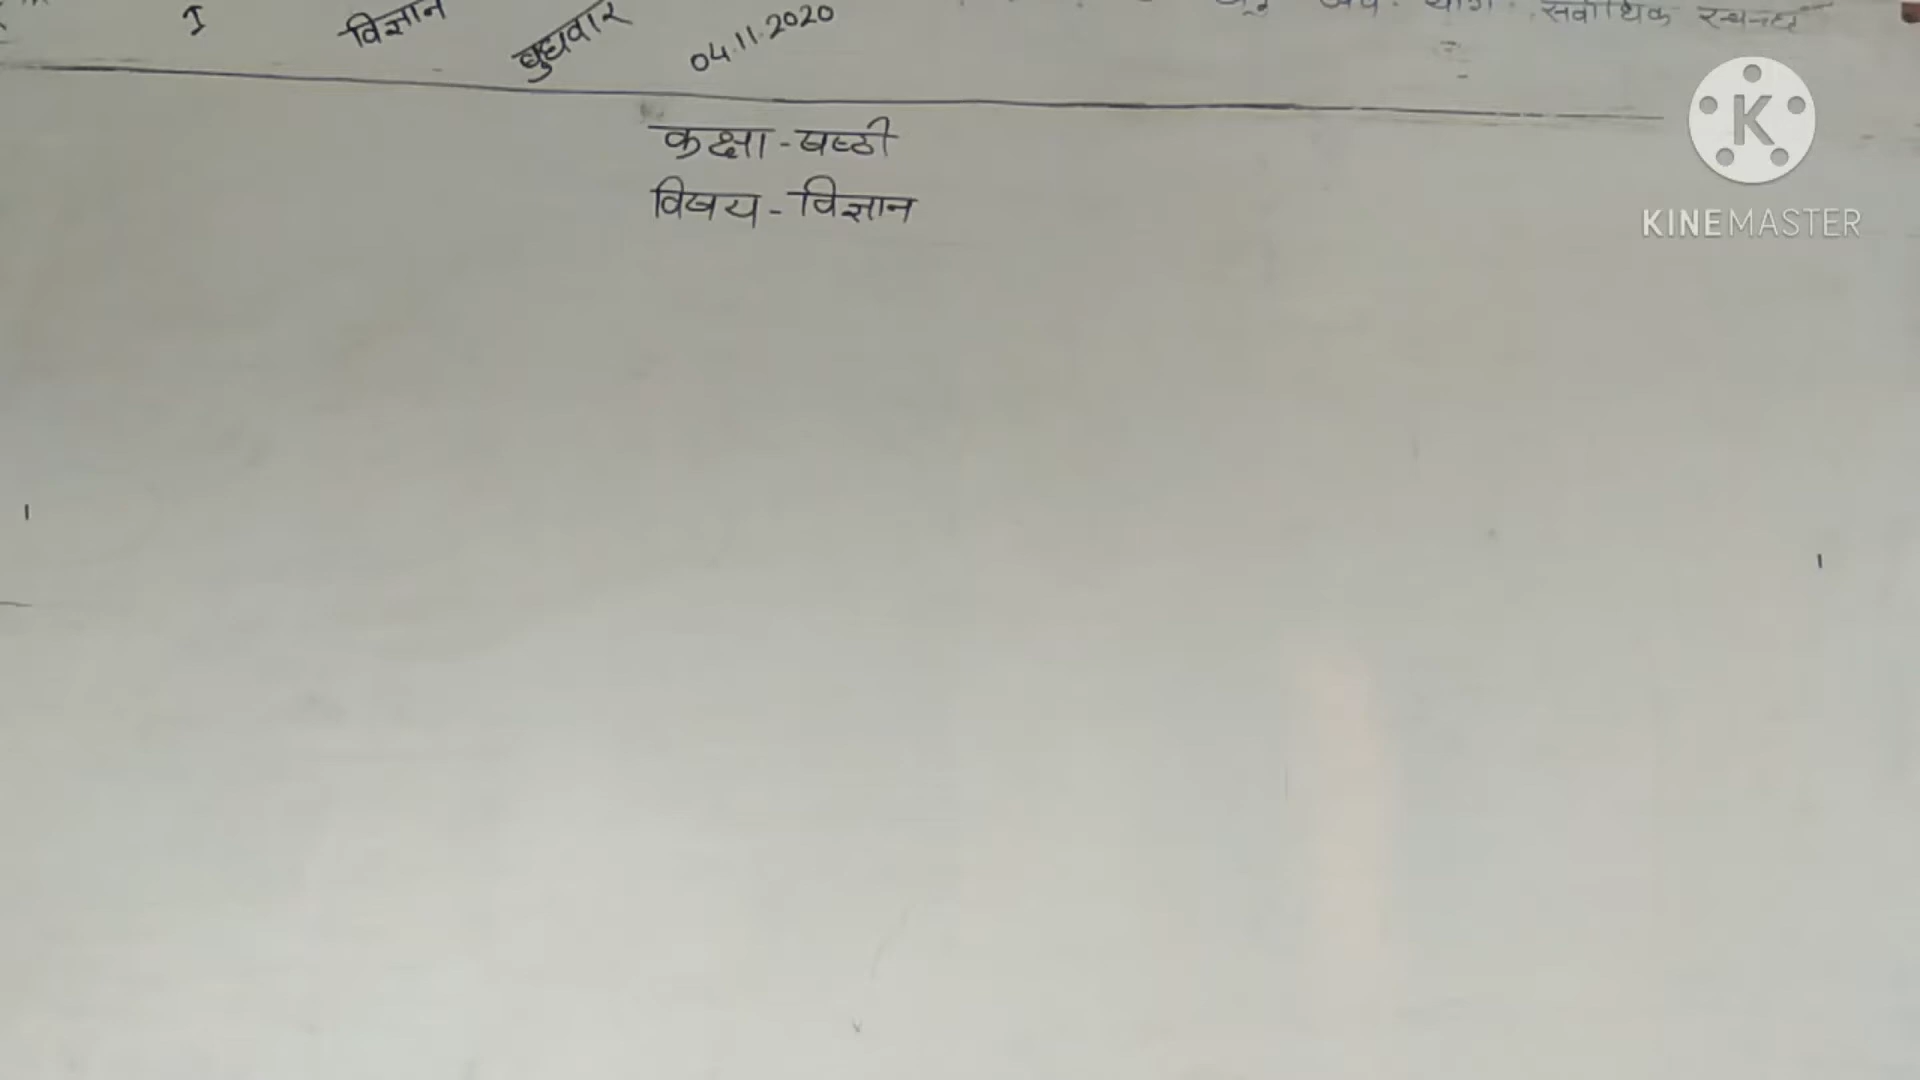 I विज्ञान बुधवार 04.11.2020
सर्वाधिक
कक्षा - षष्ठी
विषय - विज्ञान
KINEMASTER